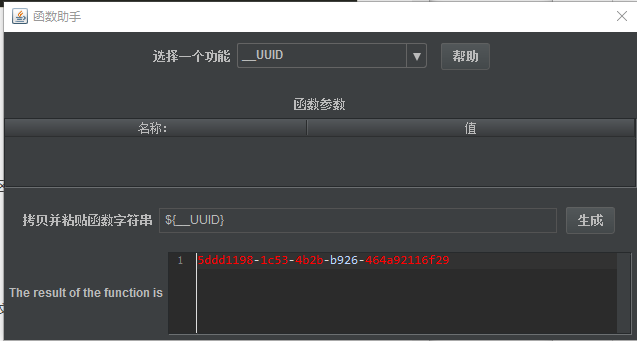 函数助手
选择一个功能 __UUID 帮助
函数参数
名称: 值
拷贝并粘贴函数字符串 ${__UUID} 生成
1 5ddd1198-1c53-4b2b-b926-464a92116f29
The result of the function is